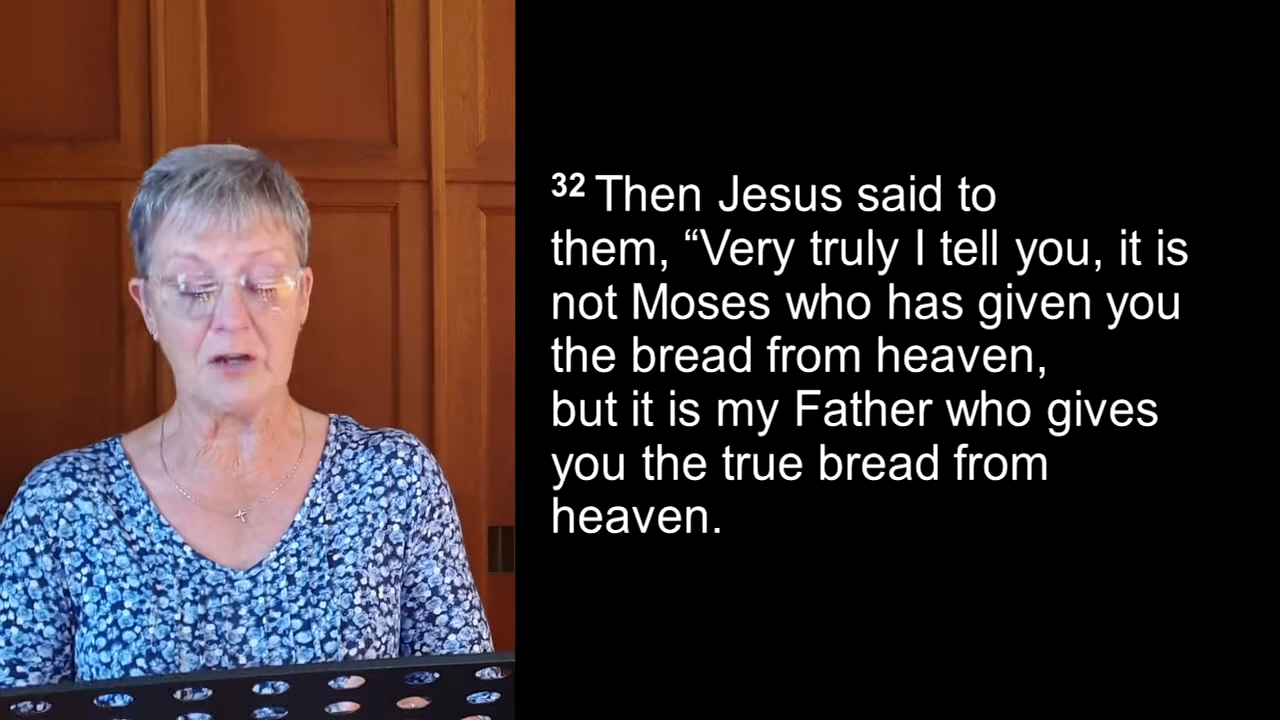 32 Then Jesus said to
them, “Very truly I tell you, it is
not Moses who has given you
the bread from heaven,
but it is my Father who gives
you the true bread from
heaven.